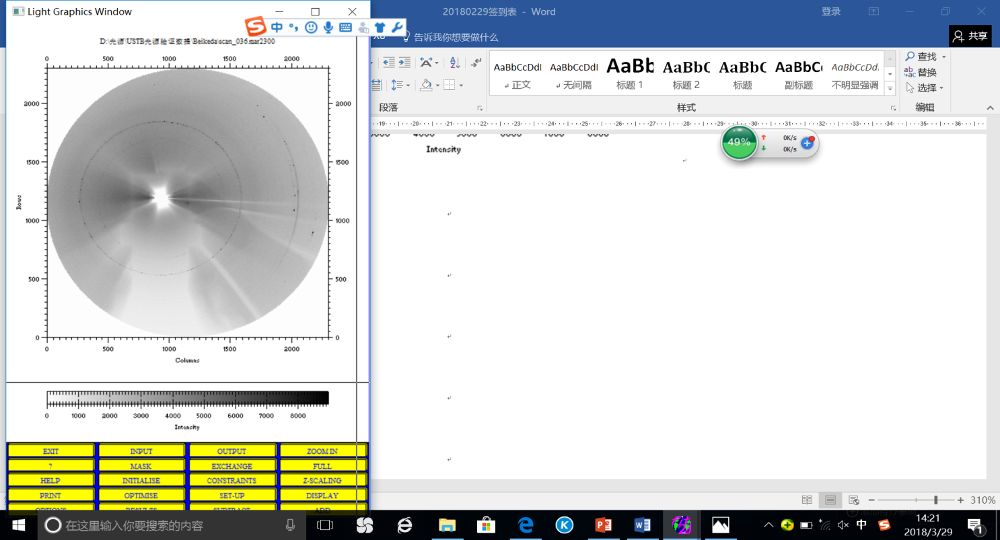 Light Graphics Window
20180229签到表 - Word
登录
中
告诉我你想要做什么
共享
D:\光源\USTB光源验证数据\Beikeda\scan_036.mar2300
0 500 1000 1500 2000
2000 2000
1500 1500
Rows
1000 1000
500 500
0 0
0 500 1000 1500 2000
Columns
0 1000 2000 3000 4000 5000 6000 7000 8000
Intensity
EXIT INPUT OUTPUT ZOOM IN
? MASK EXCHANGE FULL
HELP INITIALISE CONSTRAINTS Z-SCALING
PRINT OPTIMISE SET-UP DISPLAY
OPTIONS RESULTS SUBTRACT ADD
AaBbCcDdI AaBbCcDdI AaBb AaBbC AaBbC AaBbCc AaBbCcDd.
正文 无间隔 标题 1 标题 2 标题 副标题 不明显强调
查找
替换
选择
段落 样式 编辑
19 20 21 22 23 24 25 26 27 28 29 30 31 32 33 34 35 36
Intensity
49%
0K/s
0K/s
310%
在这里输入你要搜索的内容
中
14:21
2018/3/29
1